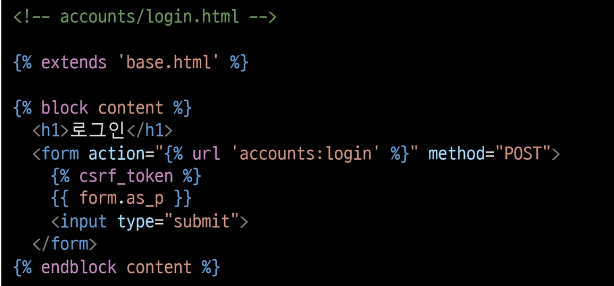 <!-- accounts/login.html -->

{% extends 'base.html' %}

{% block content %}
  <h1>로그인</h1>
  <form action="{% url 'accounts:login' %}" method="POST">
    {% csrf_token %}
    {{ form.as_p }}
    <input type="submit">
  </form>
{% endblock content %}